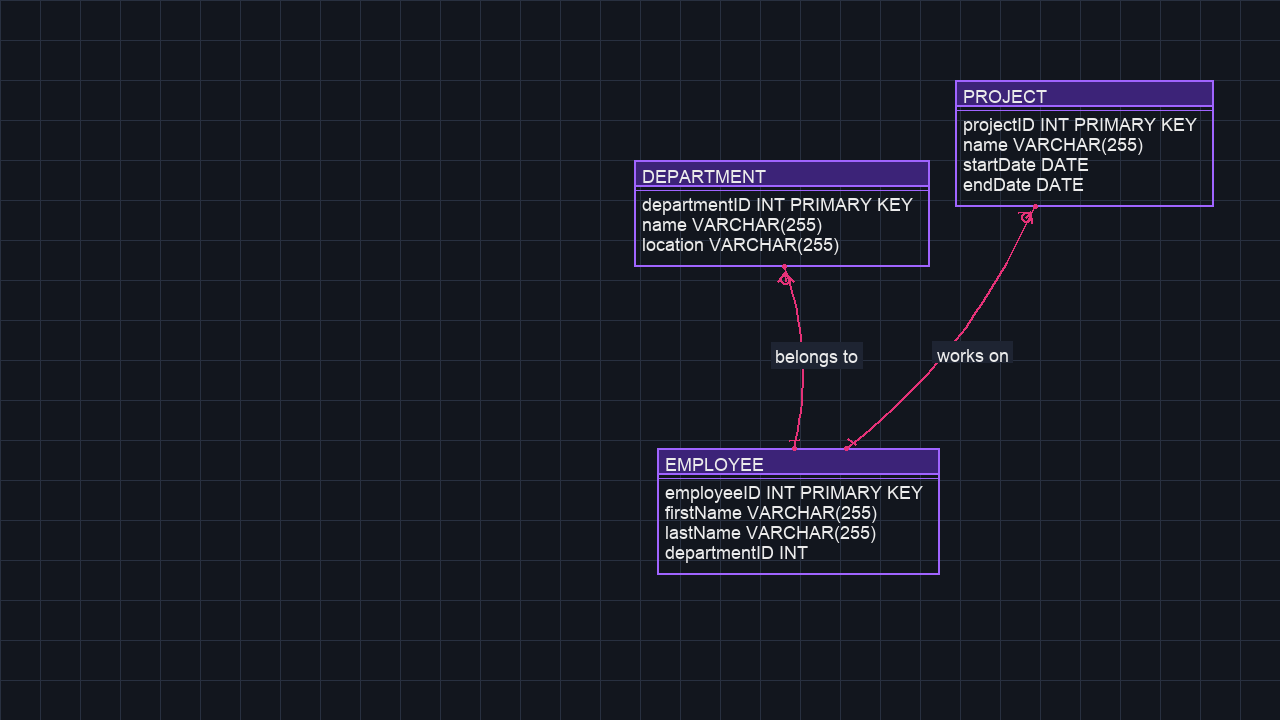 PROJECT
projectID INT PRIMARY KEY
name VARCHAR(255)
startDate DATE
endDate DATE
DEPARTMENT
departmentID INT PRIMARY KEY
name VARCHAR(255)
location VARCHAR(255)
belongs to
works on
EMPLOYEE
employeeID INT PRIMARY KEY
firstName VARCHAR(255)
lastName VARCHAR(255)
departmentID INT